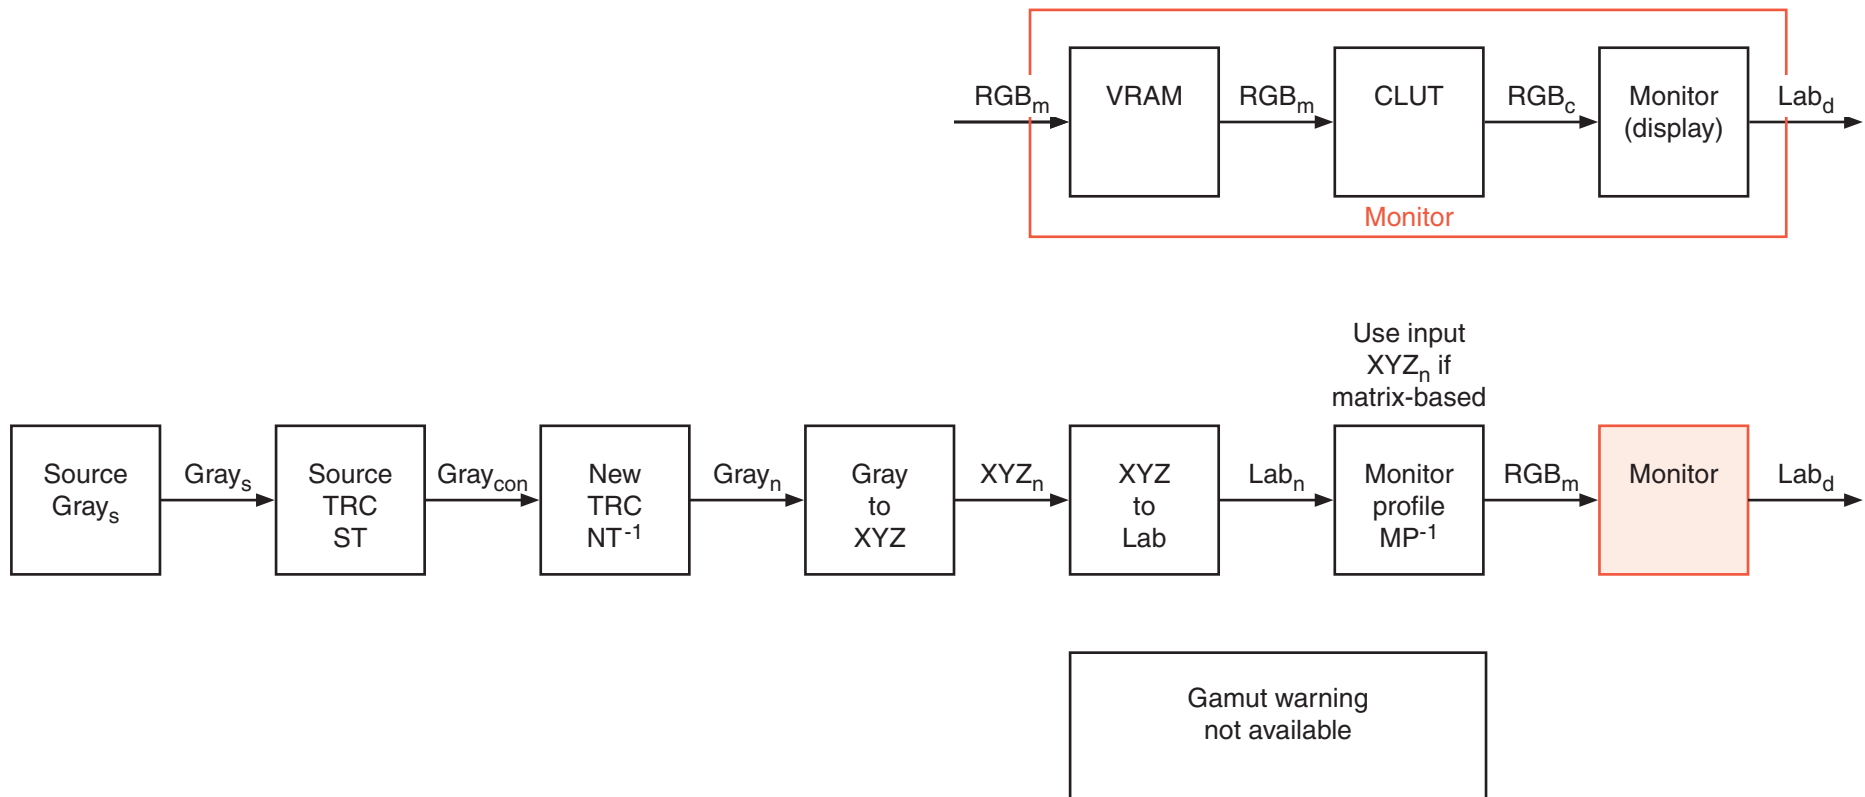 RGBm VRAM RGBm CLUT RGBc Monitor Labd
(display)
Monitor
Use input
XYZn if
matrix-based
Source Grays Source Graycon New Grayn Gray XYZn XYZ Labn Monitor RGBm Monitor Labd
Grays TRC TRC to to profile
ST NT-1 XYZ Lab MP-1
Gamut warning
not available